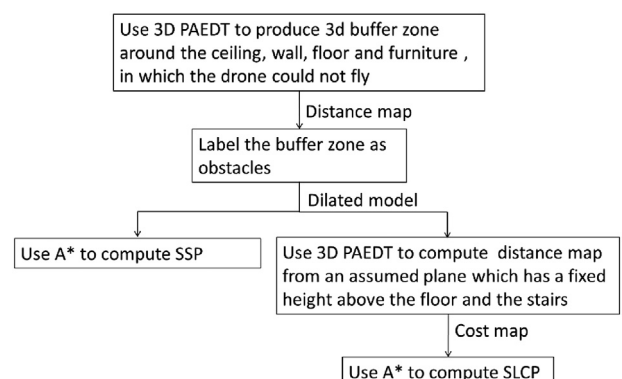 Use 3D PAEDT to produce 3d buffer zone
around the ceiling, wall, floor and furniture ,
in which the drone could not fly
Distance map
Label the buffer zone as
obstacles
Dilated model
Use A* to compute SSP
Use 3D PAEDT to compute distance map
from an assumed plane which has a fixed
height above the floor and the stairs
Cost map
Use A* to compute SLCP